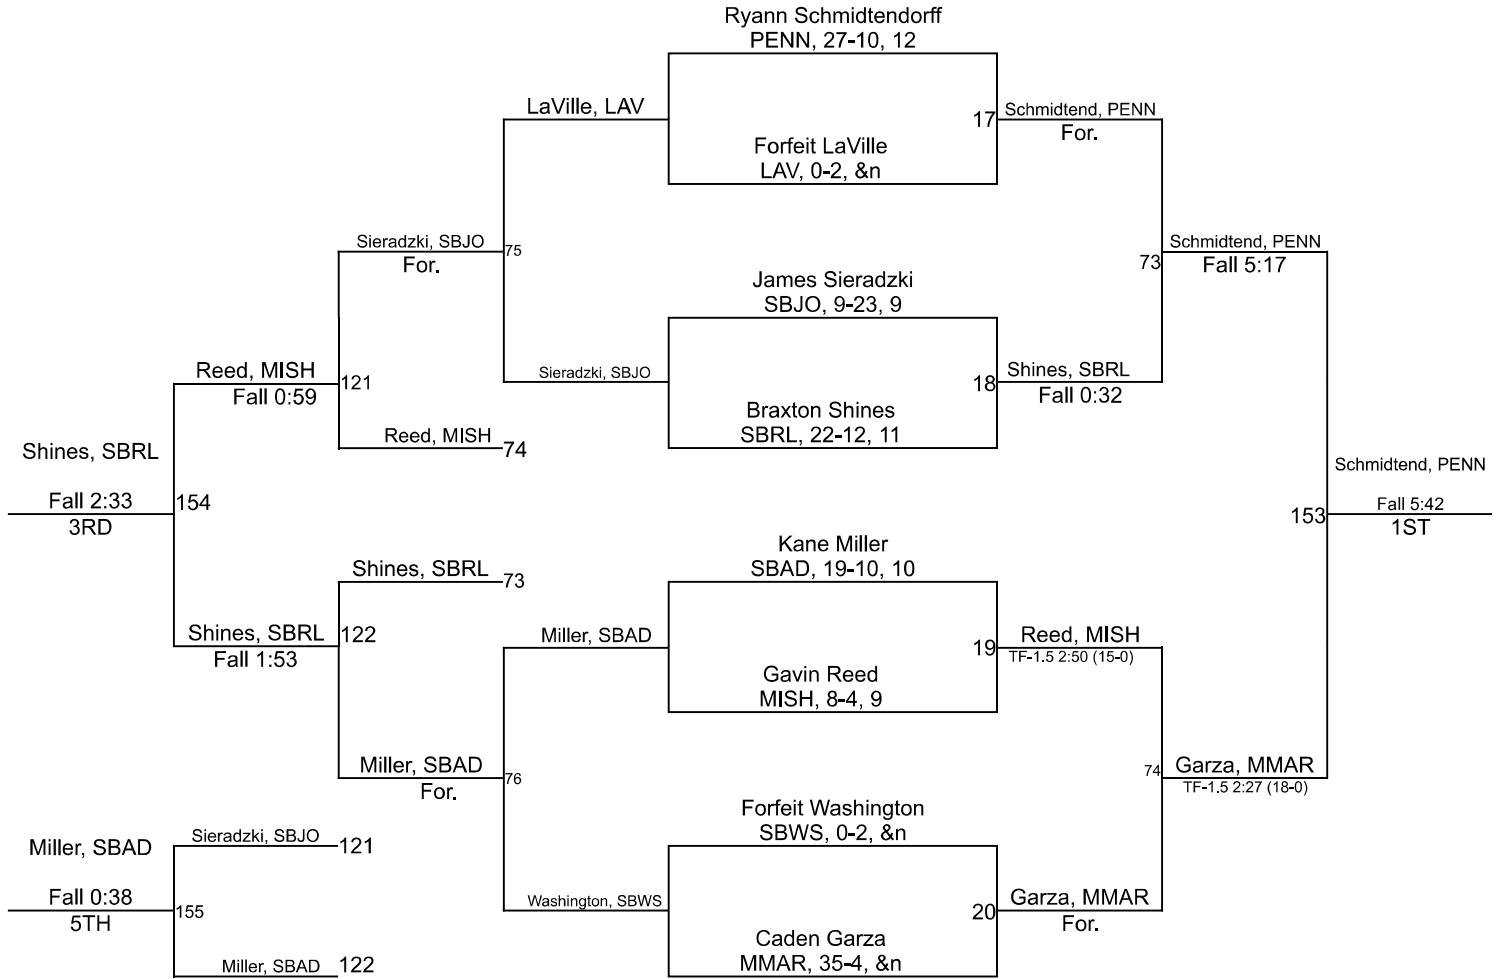 Ryann Schmidtendorff
PENN, 27-10, 12
LaVille, LAV
17
Schmidtend, PENN
For.
Forfeit LaVille
LAV, 0-2, &n
Sieradzki, SBJO
For.
75
73
Schmidtend, PENN
Fall 5:17
James Sieradzki
SBJO, 9-23, 9
Reed, MISH
Fall 0:59
121
Sieradzki, SBJO
18
Shines, SBRL
Fall 0:32
Braxton Shines
SBRL, 22-12, 11
Reed, MISH
74
Shines, SBRL
Fall 2:33
3RD
154
Schmidtend, PENN
153
Fall 5:42
1ST
Kane Miller
SBAD, 19-10, 10
Shines, SBRL
73
Shines, SBRL
Fall 1:53
122
Miller, SBAD
19
Reed, MISH
TF-1.5 2:50 (15-0)
Gavin Reed
MISH, 8-4, 9
Miller, SBAD
For.
76
74
Garza, MMAR
TF-1.5 2:27 (18-0)
Forfeit Washington
SBWS, 0-2, &n
Miller, SBAD
Sieradzki, SBJO
121
Fall 0:38
5TH
155
Washington, SBWS
20
Garza, MMAR
For.
Caden Garza
MMAR, 35-4, &n
Miller, SBAD
122